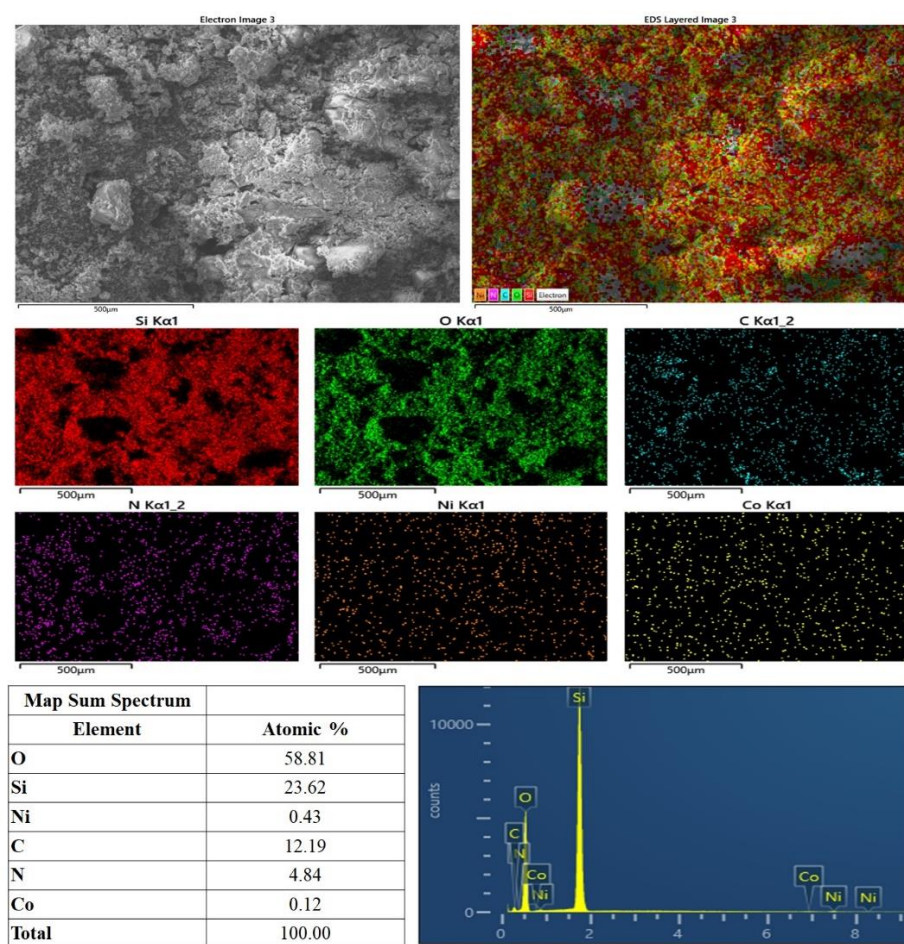 Electron Image 3
EDS Layered Image 3
500µm
500µm
Ni N C O Si Electron
Si Kα1
O Kα1
C Kα1_2
500µm
500µm
500µm
N Kα1_2
Ni Kα1
Co Kα1
500µm
500µm
500µm
Map Sum Spectrum
Element Atomic %
O 58.81
Si 23.62
Ni 0.43
C 12.19
N 4.84
Co 0.12
Total 100.00
Si
10000
O
counts
C
N
Co
Ni
Co
Ni
Ni
0
0 2 4 6 8